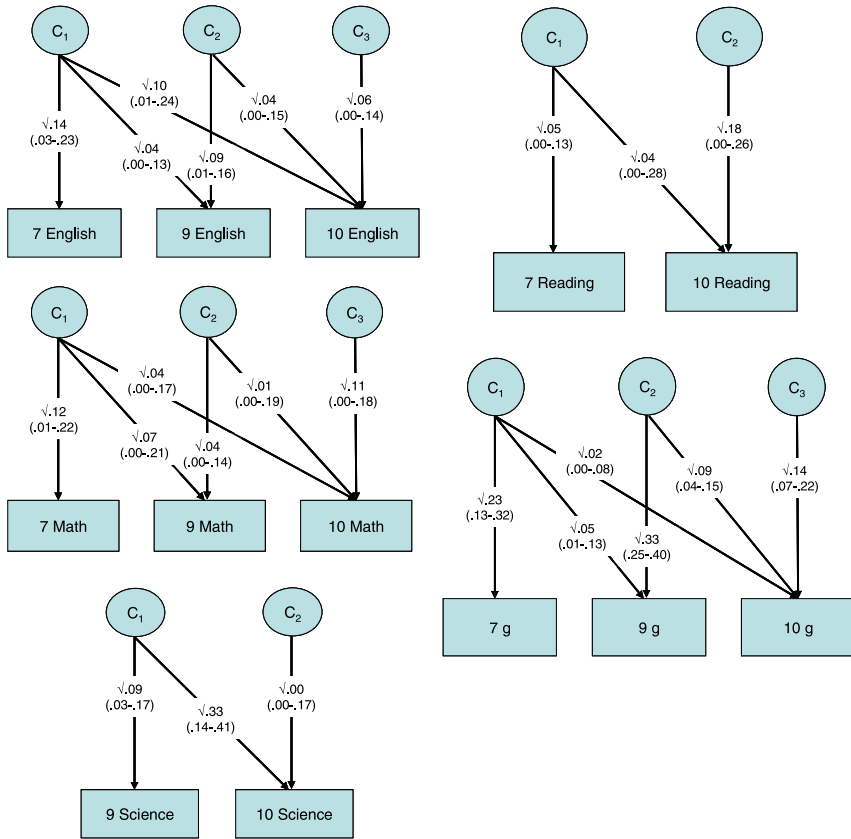 C₁
C₂
C₃
√.14
(.03-.23)
√.04
(.00-.13)
√.10
(.01-.24)
√.09
(.01-.16)
√.04
(.00-.15)
√.06
(.00-.14)
7 English
9 English
10 English
C₁
C₂
√.05
(.00-.13)
√.04
(.00-.28)
√.18
(.00-.26)
7 Reading
10 Reading
C₁
C₂
C₃
√.12
(.01-.22)
√.07
(.00-.21)
√.04
(.00-.17)
√.04
(.00-.14)
√.01
(.00-.19)
√.11
(.00-.18)
7 Math
9 Math
10 Math
C₁
C₂
C₃
√.23
(.13-.32)
√.05
(.01-.13)
√.02
(.00-.08)
√.33
(.25-.40)
√.09
(.04-.15)
√.14
(.07-.22)
7 g
9 g
10 g
C₁
C₂
√.09
(.03-.17)
√.33
(.14-.41)
√.00
(.00-.17)
9 Science
10 Science